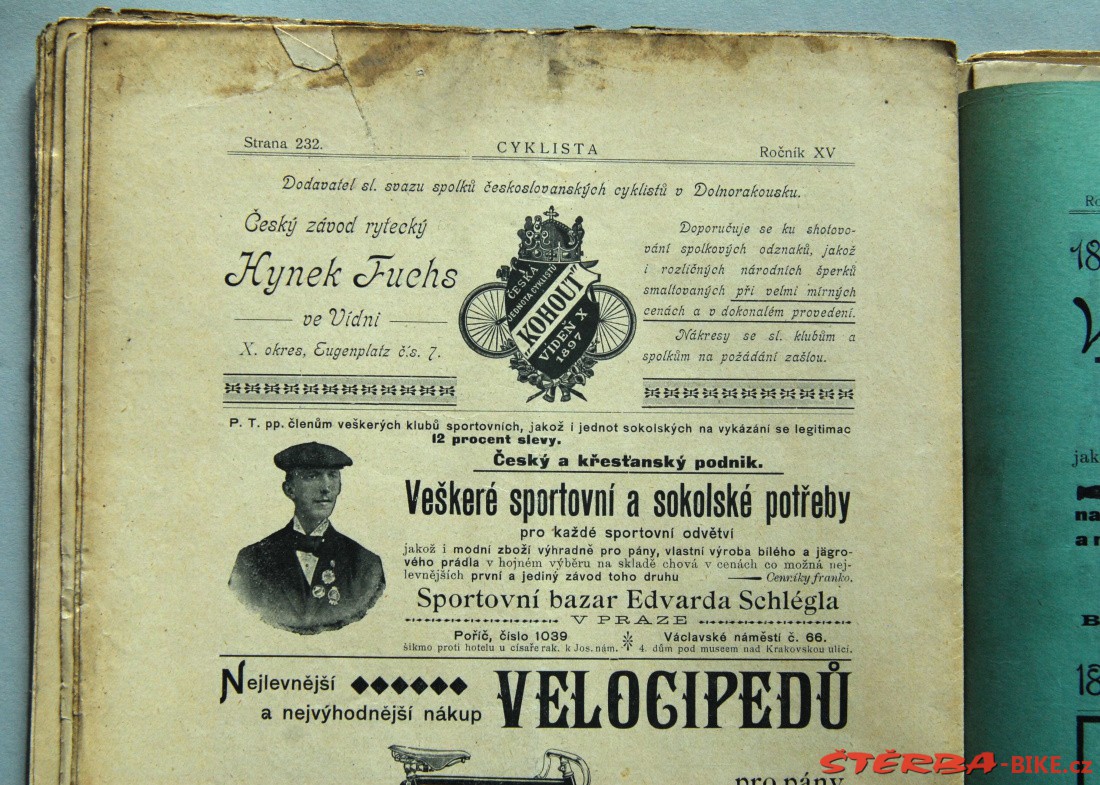 Strana 232.
CYKLISTA
Ročník XV
Dodavatel sl. svazu spolků českoslovanských cyklistů v Dolnorakousku.
Český závod rytecký
Hynek Fuchs
ve Vídni
X. okres, Eugenplatz čís. 7.
ČESKÁ
JEDNOTA CYKLISTŮ
„KOHOUT"
VÍDEŇ X
1897
Doporučuje se ku shotovo-
vání spolkových odznaků, jakož
i rozličných národních šperků
smaltovaných při velmi mírných
cenách a v dokonalém provedení.
Nákresy se sl. klubům a
spolkům na požádání zašlou.
P. T. pp. členům veškerých klubů sportovních, jakož i jednot sokolských na vykázání se legitimac
12 procent slevy.
Český a křesťanský podnik.
Veškeré sportovní a sokolské potřeby
pro každé sportovní odvětví
jakož i modní zboží výhradně pro pány, vlastní výroba bílého a jägro-
vého prádla v hojném výběru na skladě chová v cenách co možná nej-
levnějších první a jediný závod toho druhu — Cenníky franko.
Sportovní bazar Edvarda Schlégla
V PRAZE
Poříč, číslo 1039
šikmo proti hotelu u císaře rak. k Jos. nám.
Václavské náměstí č. 66.
4. dům pod museem nad Krakovskou ulicí.
Nejlevnější
a nejvýhodnější nákup
VELOCIPEDŮ
pro pány
Ro
18
jak
na
a
B
18
ŠTĚRBA-BIKE.cz